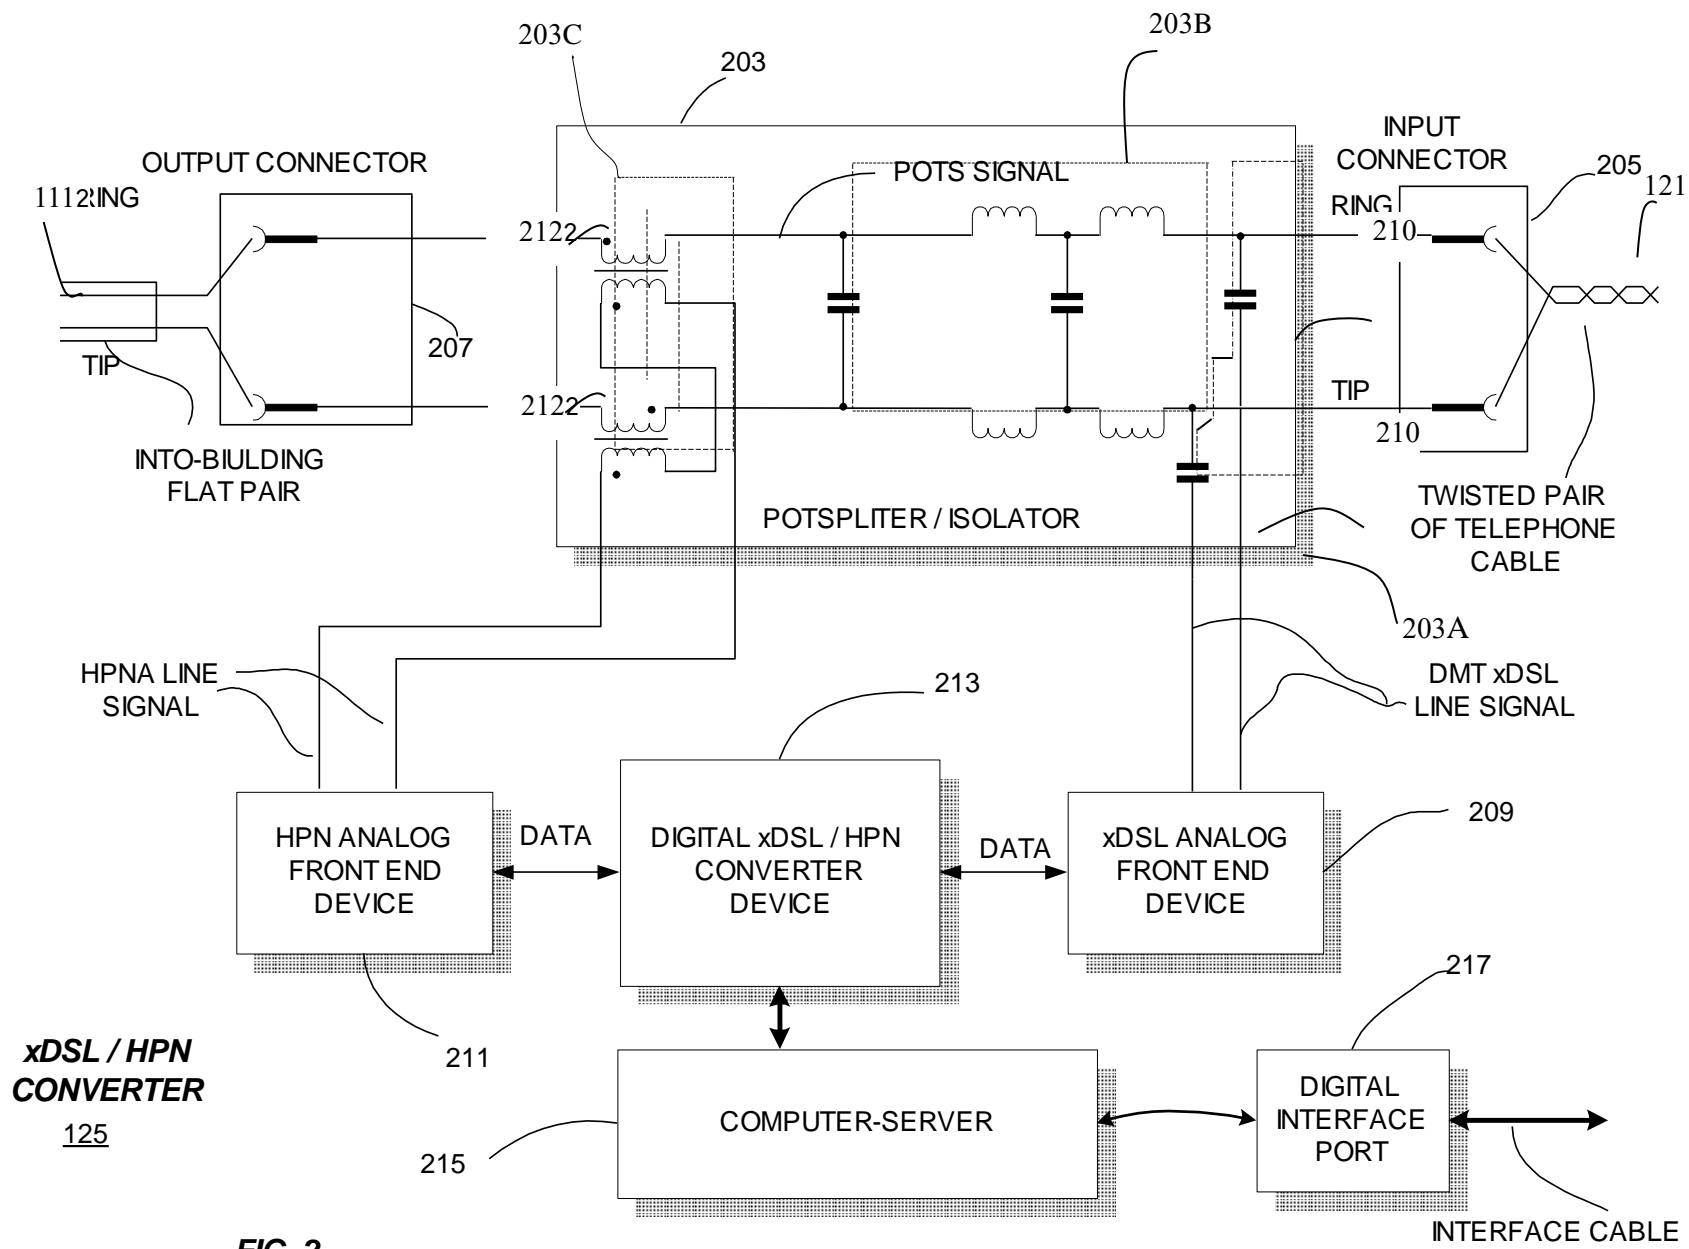 203C
203B
203
INPUT
CONNECTOR
OUTPUT CONNECTOR
POTS SIGNAL
205
121
RING
2122
210
207
TIP
2122
TIP
210
INTO-BIULDING
FLAT PAIR
POTSPLITER / ISOLATOR
TWISTED PAIR
OF TELEPHONE
CABLE
203A
HPNA LINE
SIGNAL
213
DMT xDSL
LINE SIGNAL
HPN ANALOG
FRONT END
DEVICE
DATA
DIGITAL xDSL / HPN
CONVERTER
DEVICE
DATA
xDSL ANALOG
FRONT END
DEVICE
209
217
211
xDSL / HPN
CONVERTER
125
COMPUTER-SERVER
DIGITAL
INTERFACE
PORT
215
INTERFACE CABLE